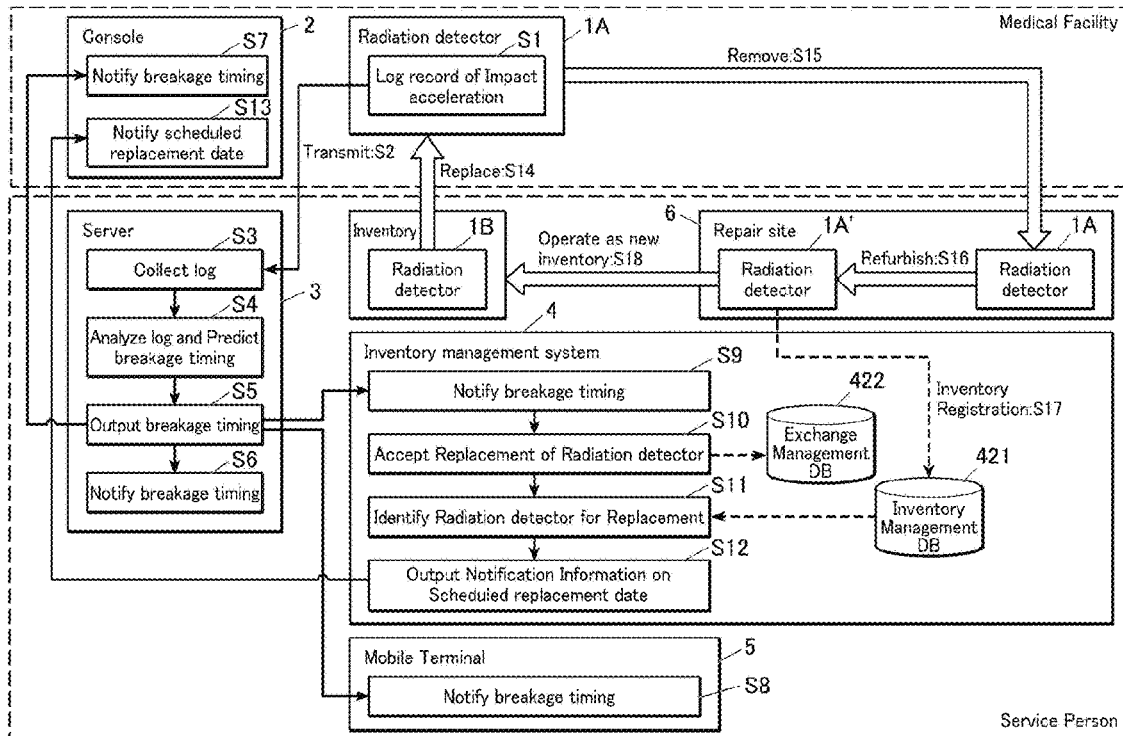 Medical Facility
Console
2
S7
Notify breakage timing
S13
Notify scheduled
replacement date
Radiation detector
1A
S1
Log record of Impact
acceleration
Remove:S15
Transmit:S2
Replace:S14
Server
S3
Collect log
3
S4
Analyze log and Predict
breakage timing
S5
Output breakage timing
S6
Notify breakage timing
Inventory
1B
Radiation
detector
Operate as new
inventory:S18
6
Repair site
1A'
Radiation
detector
Refurbish:S16
1A
Radiation
detector
4
Inventory management system
S9
Notify breakage timing
S10
Accept Replacement of Radiation detector
S11
Identify Radiation detector for Replacement
S12
Output Notification Information on
Scheduled replacement date
422
Exchange
Management
DB
Inventory
Registration:S17
421
Inventory
Management
DB
Mobile Terminal
5
Notify breakage timing
S8
Service Person